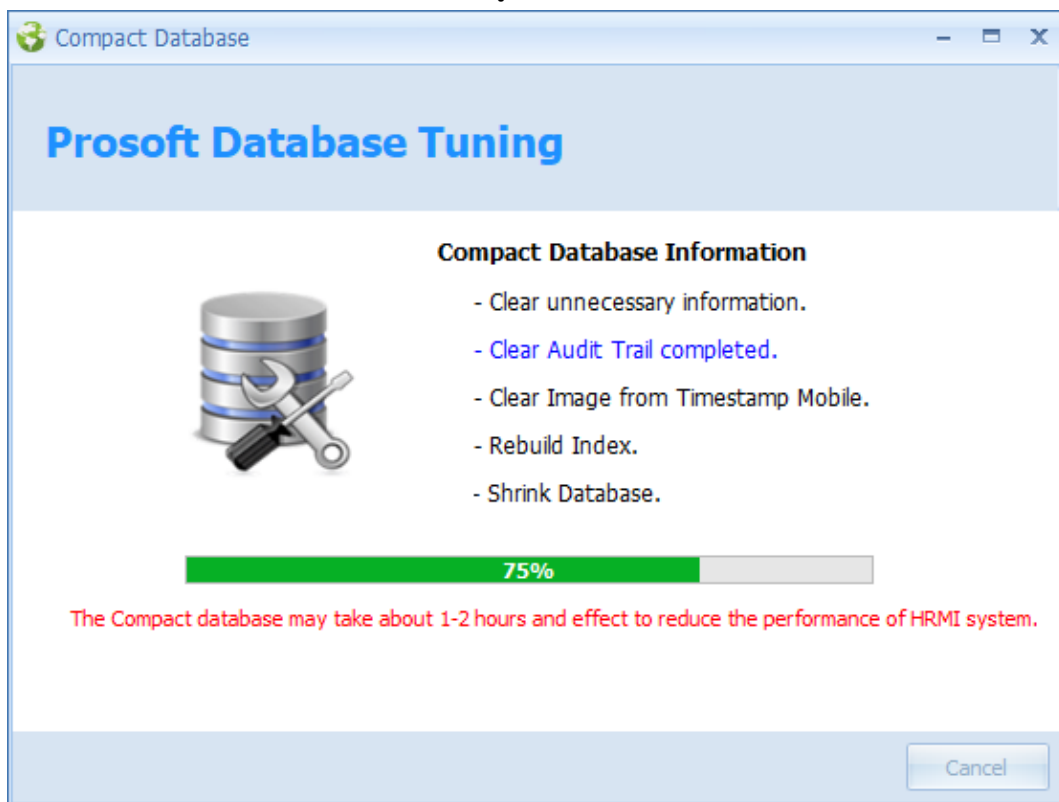 Compact Database
Prosoft Database Tuning
Compact Database Information
- Clear unnecessary information.
- Clear Audit Trail completed.
- Clear Image from Timestamp Mobile.
- Rebuild Index.
- Shrink Database.
75%
The Compact database may take about 1-2 hours and effect to reduce the performance of HRMI system.
Cancel